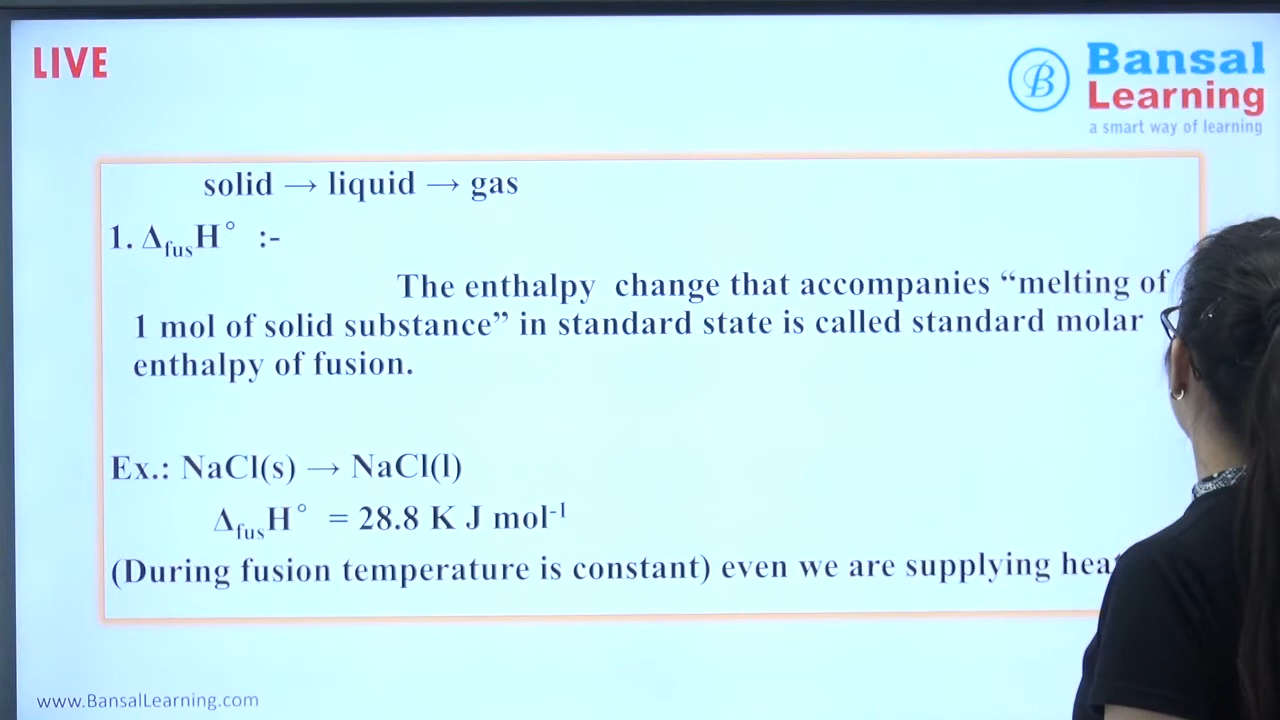 LIVE
B
Bansal
Learning
a smart way of learning
solid → liquid → gas
1. ΔfusH° :-
The enthalpy change that accompanies “melting of
1 mol of solid substance” in standard state is called standard molar
enthalpy of fusion.
Ex.: NaCl(s) → NaCl(l)
ΔfusH° = 28.8 K J mol⁻¹
(During fusion temperature is constant) even we are supplying
www.BansalLearning.com